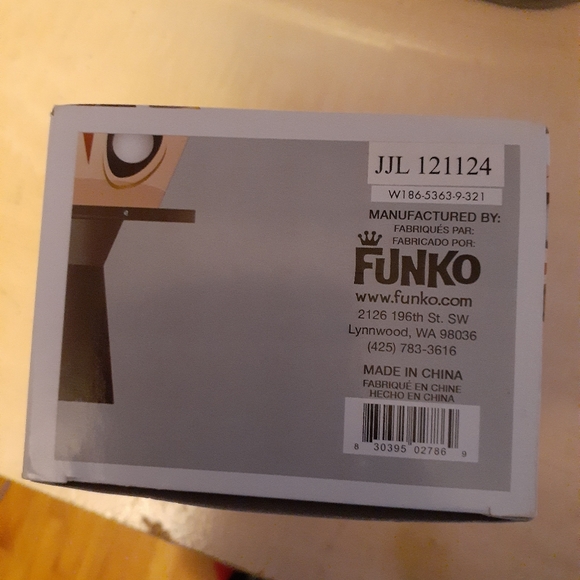 JJL 121124
W186-5363-9-321
MANUFACTURED BY:
FABRIQUÉS PAR:
FABRICADO POR:
FUNKO
www.funko.com
2126 196th St. SW
Lynnwood, WA 98036
(425) 783-3616
MADE IN CHINA
FABRIQUÉ EN CHINE
HECHO EN CHINA
8 30395 02786 9